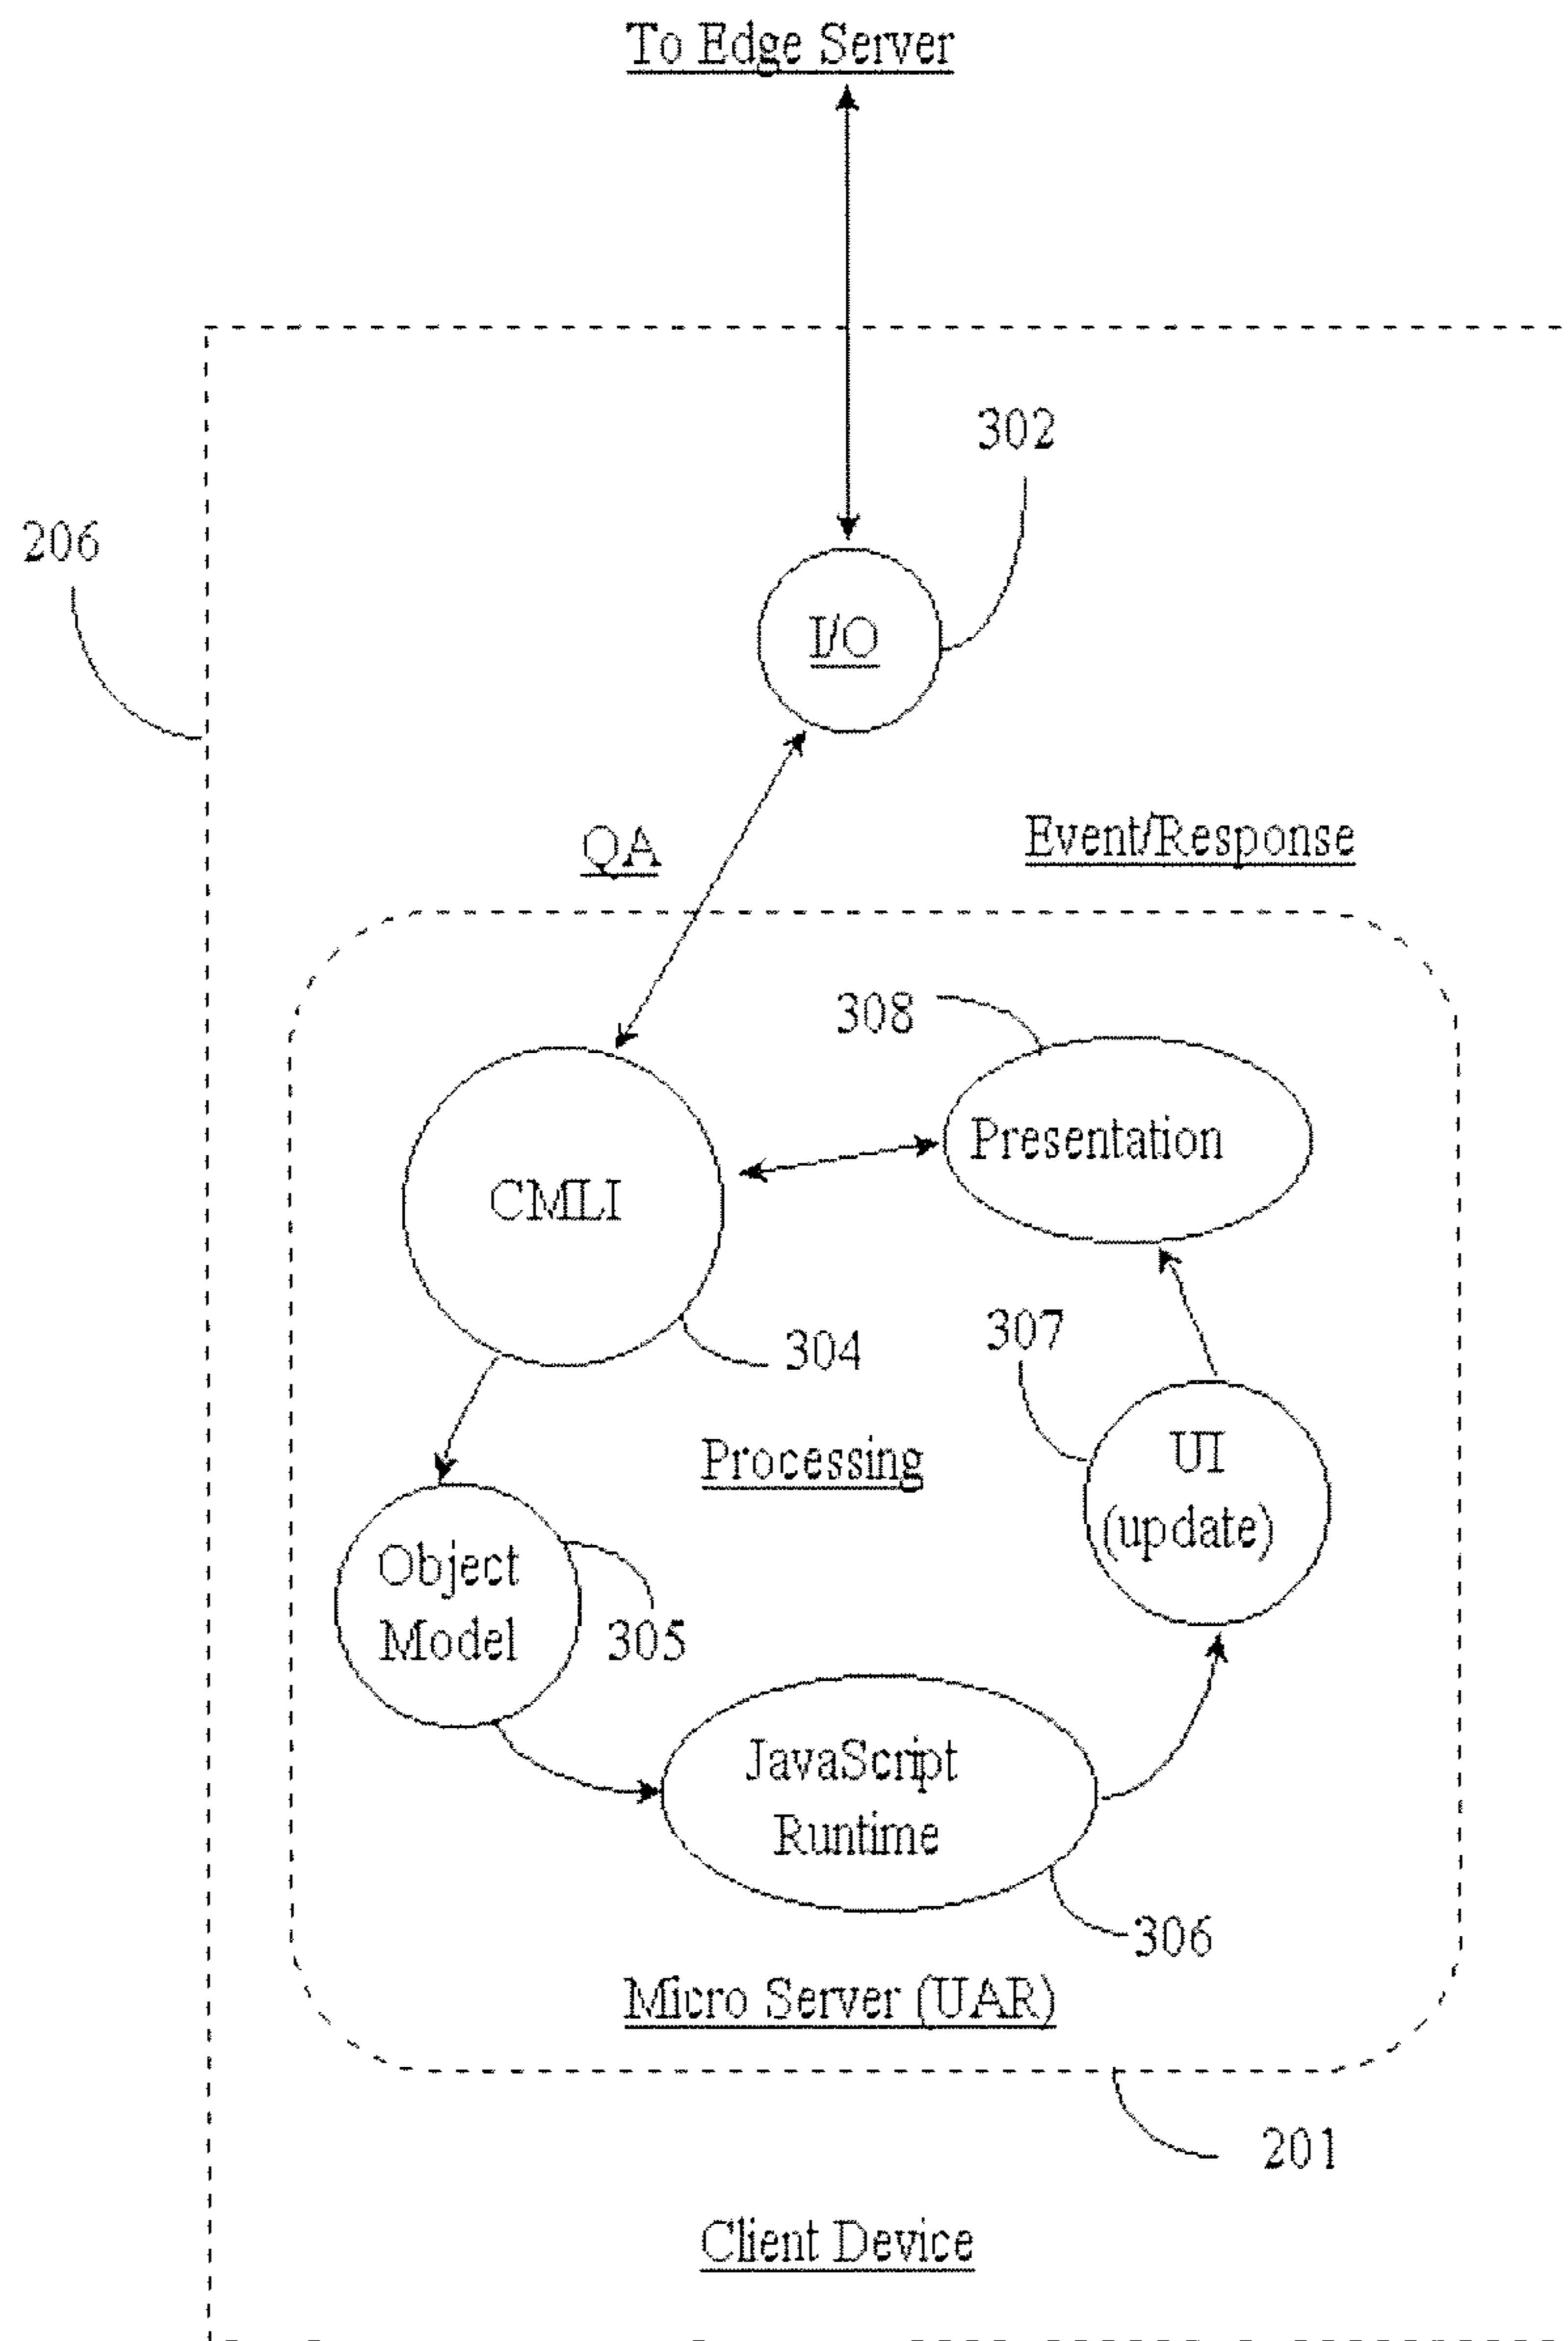 To Edge Server
302
206
I/O
QA
Event/Response
308
Presentation
CMLI
307
304
UI
(update)
Processing
Object
Model
305
JavaScript
Runtime
306
Micro Server (UAR)
201
Client Device